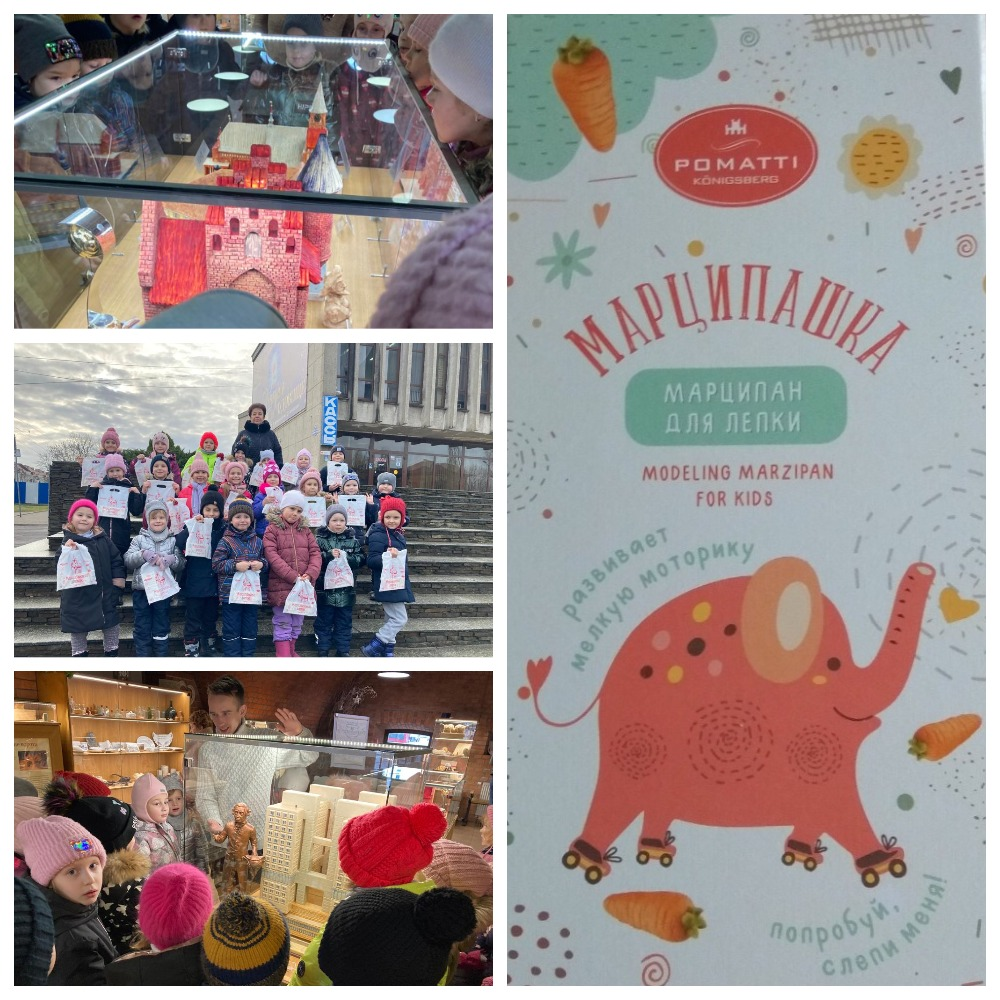 КАССЫ
POMATTI
KÖNIGSBERG
МАРЦИПАШКА
МАРЦИПАН
ДЛЯ ЛЕПКИ
MODELING MARZIPAN
FOR KIDS
развивает
мелкую моторику
попробуй,
слепи меня!